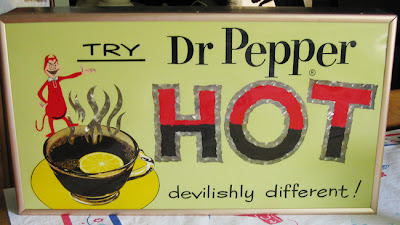 TRY Dr Pepper ®
HOT
devilishly different!